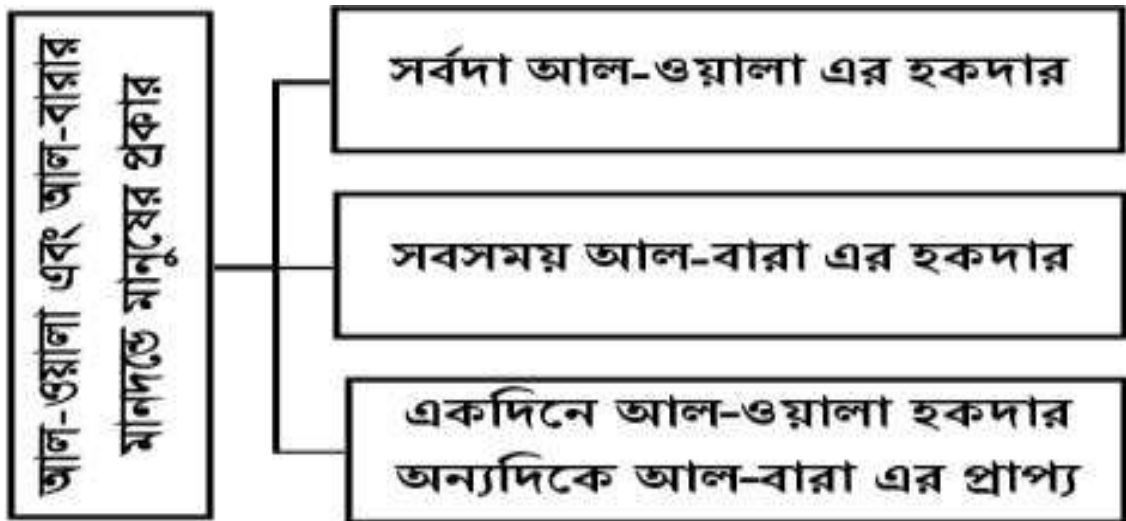 আল-ওয়ালা এবং আল-বারার
মানদন্ডে মানুষের প্রকার
সর্বদা আল-ওয়ালা এর হকদার
সবসময় আল-বারা এর হকদার
একদিনে আল-ওয়ালা হকদার
অন্যদিকে আল-বারা এর প্রাপ্য